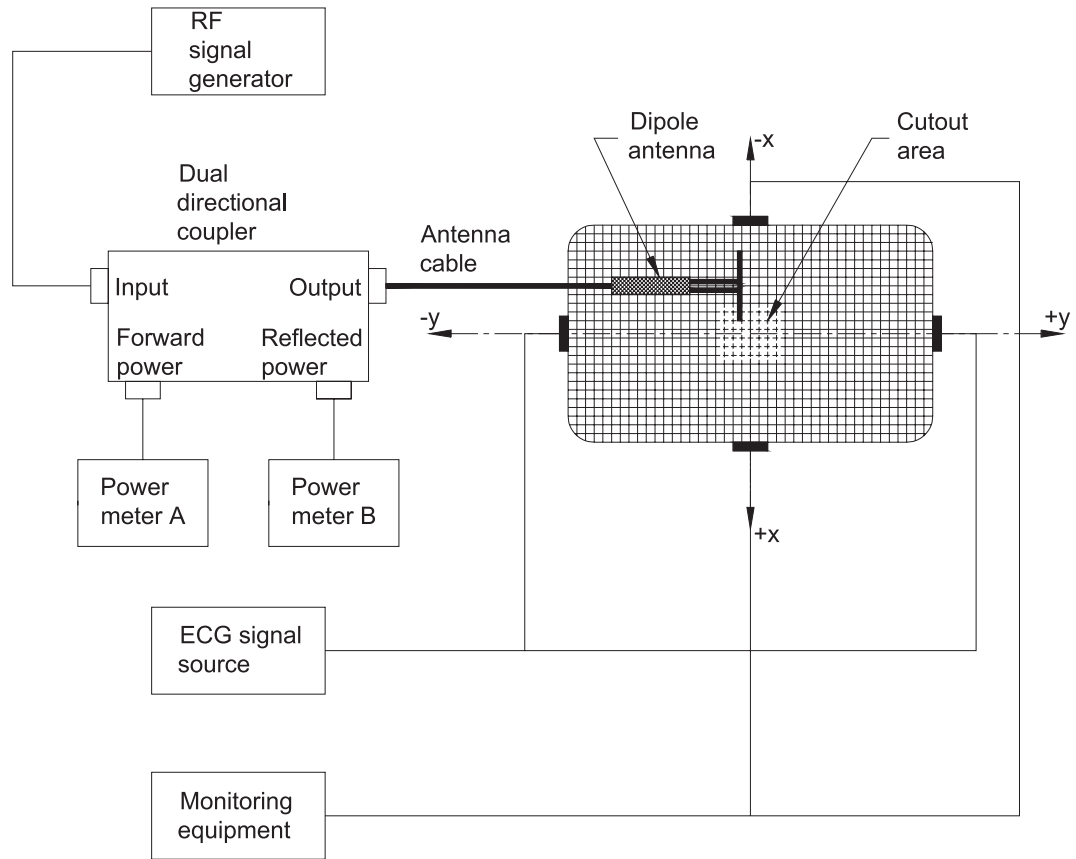 RF
signal
generator
Dual
directional
coupler
Input
Output
Forward
power
Reflected
power
Power
meter A
Power
meter B
Antenna
cable
Dipole
antenna
Cutout
area
-x
-y
+y
+x
ECG signal
source
Monitoring
equipment